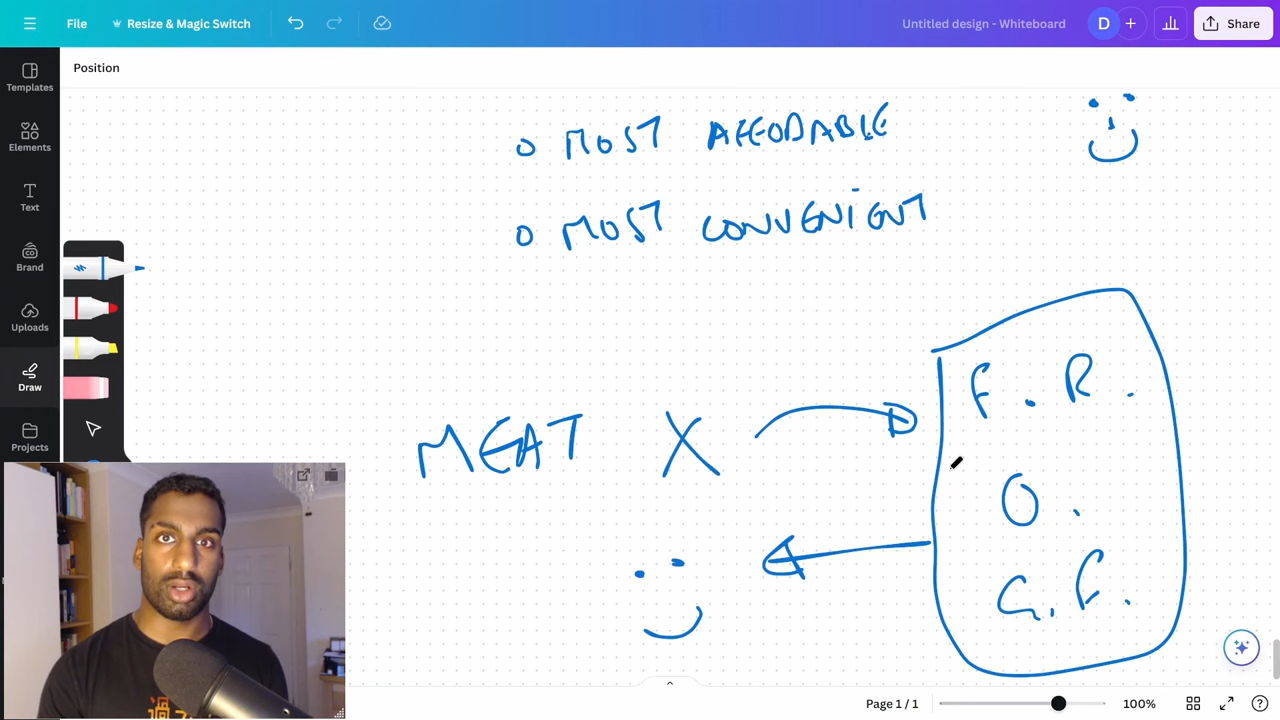 File
Resize & Magic Switch
Untitled design - Whiteboard
D
+
Share
Templates
Elements
Text
Brand
CO
Uploads
Draw
Projects
Position
o MOST AFFODABLE
o MOST CONVENIENT
MEAT X
F. R.
O.
G. F.
Page 1 / 1
100%
?